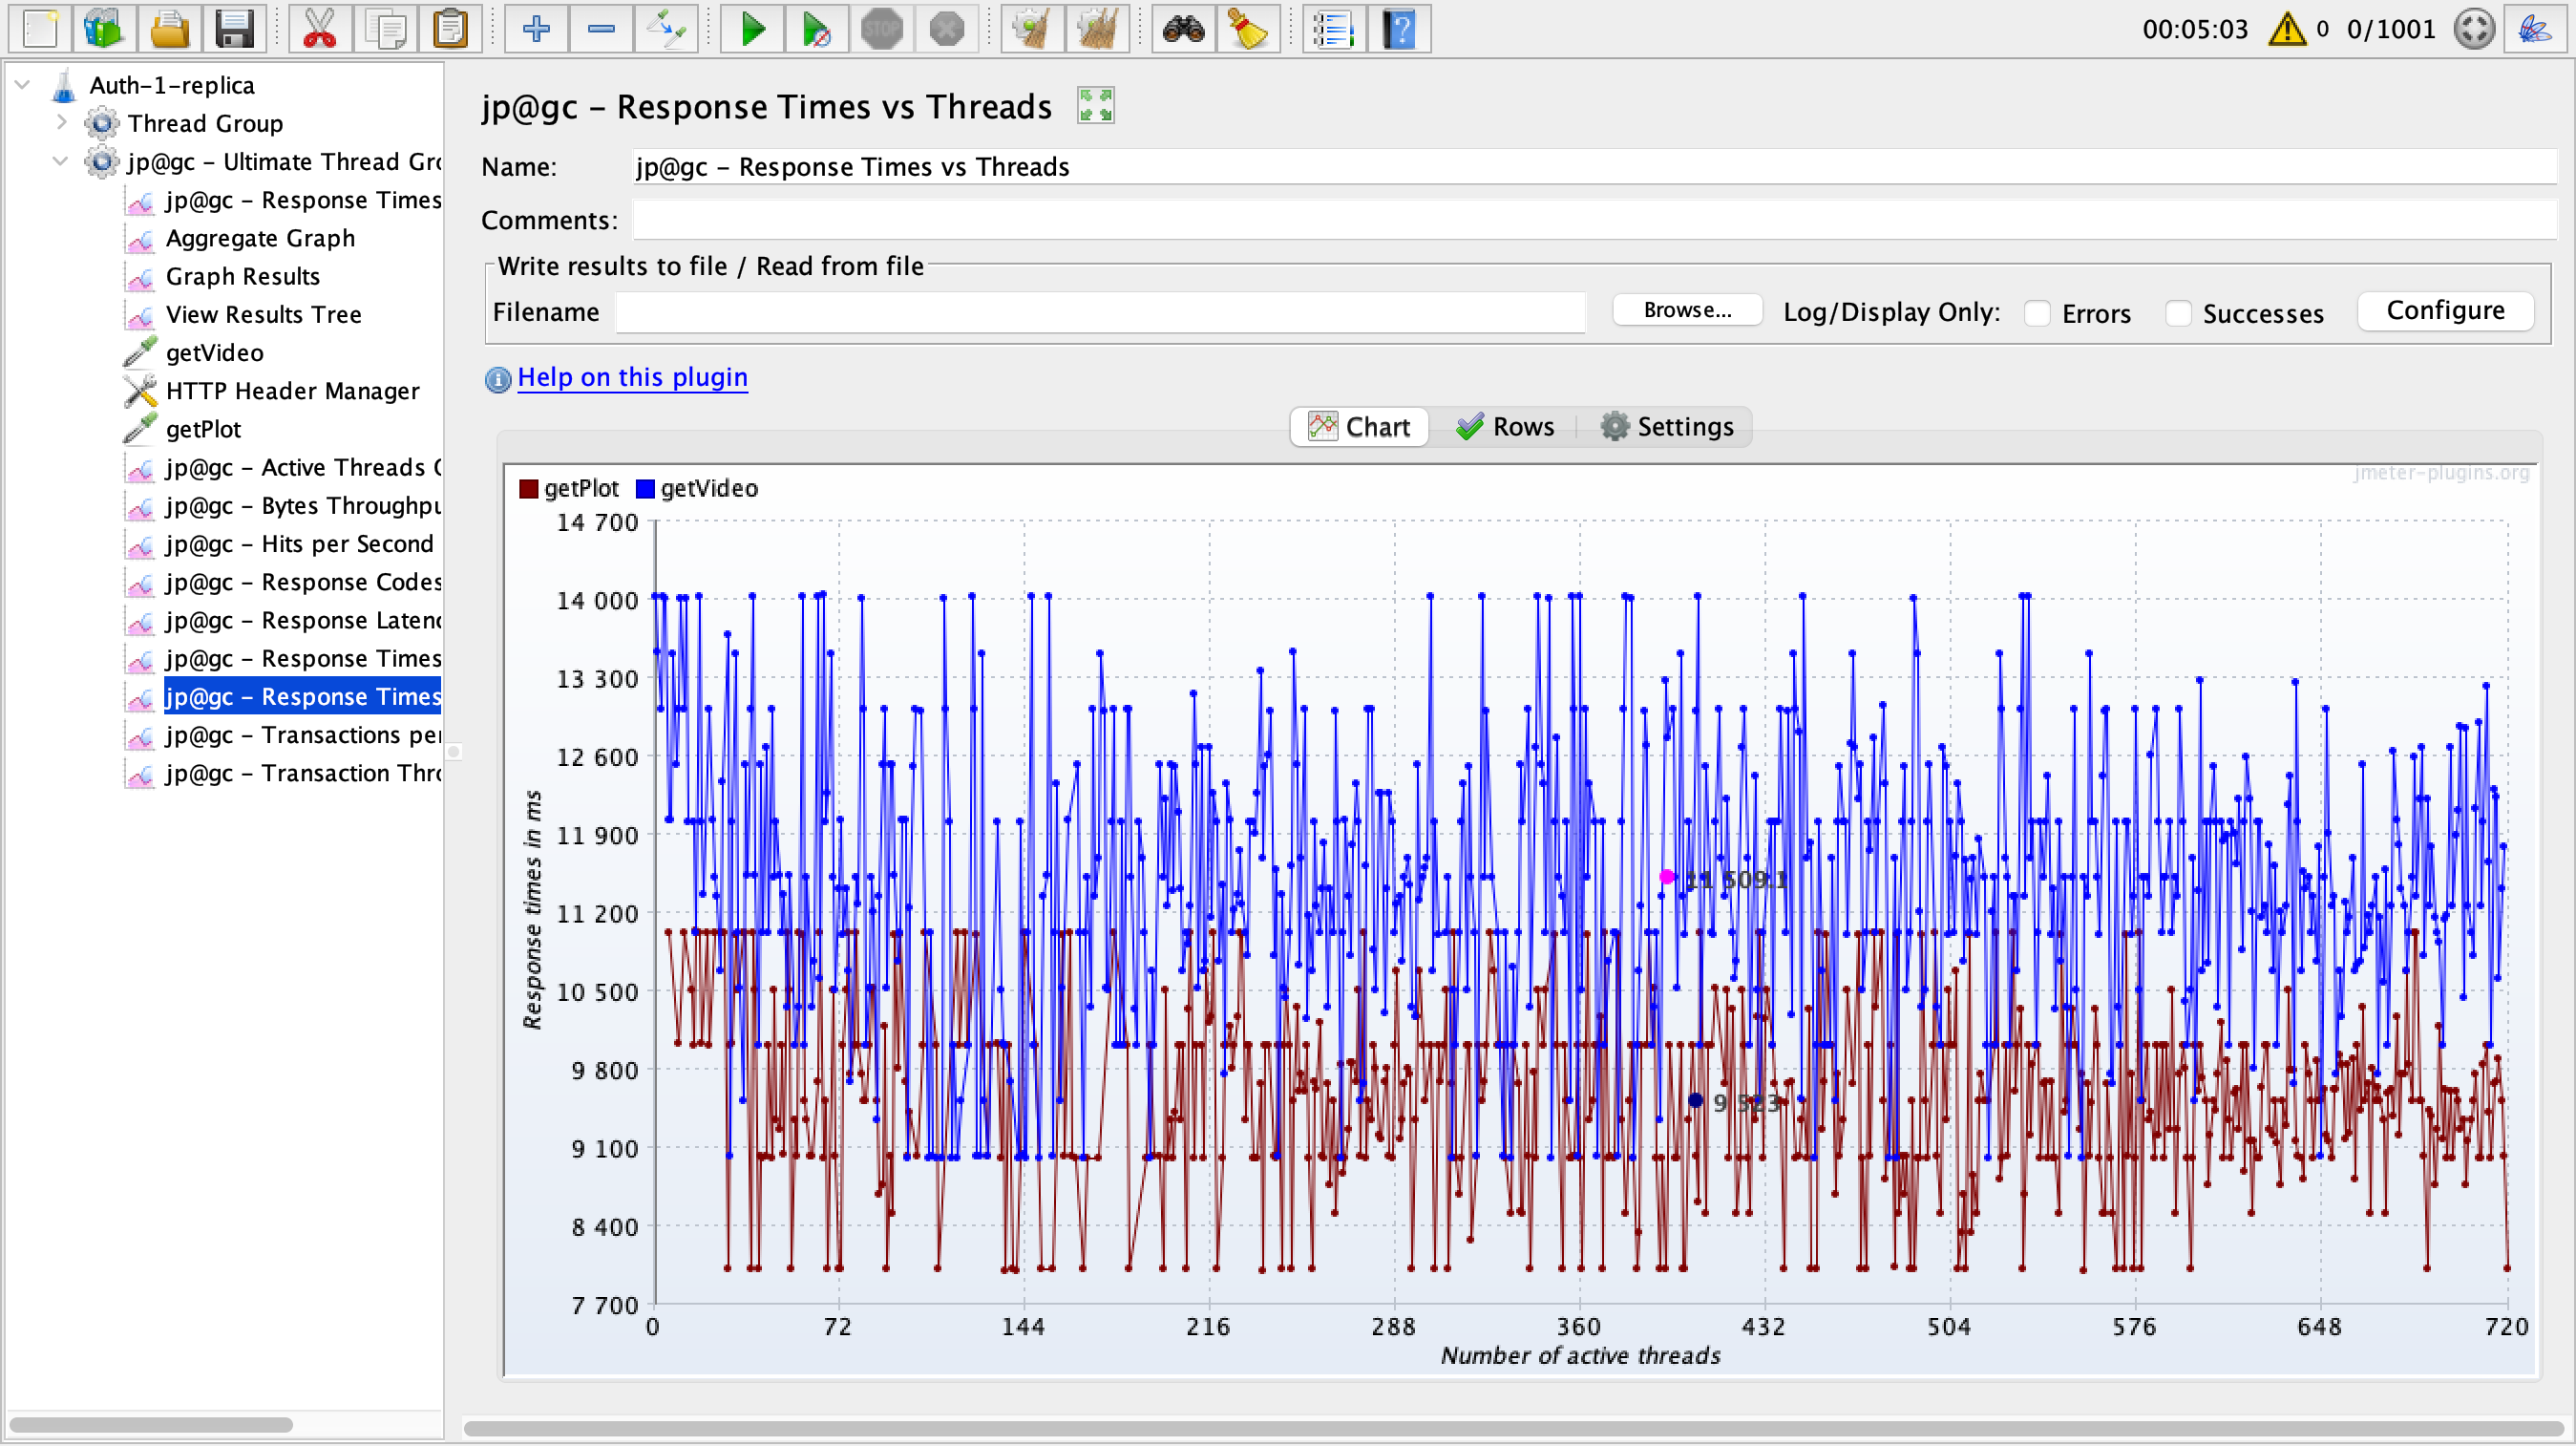 STOP
00:05:03 0 0/1001
Auth-1-replica
Thread Group
jp@gc - Ultimate Thread Gro
jp@gc - Response Times
Aggregate Graph
Graph Results
View Results Tree
getVideo
HTTP Header Manager
getPlot
jp@gc - Active Threads O
jp@gc - Bytes Throughpu
jp@gc - Hits per Second
jp@gc - Response Codes
jp@gc - Response Latenc
jp@gc - Response Times
jp@gc - Response Times
jp@gc - Transactions per
jp@gc - Transaction Thro
jp@gc - Response Times vs Threads
Name: jp@gc - Response Times vs Threads
Comments:
Write results to file / Read from file
Filename Browse... Log/Display Only: Errors Successes Configure
Help on this plugin
Chart Rows Settings
jmeter-plugins.org
getPlot getVideo
14 700
14 000
13 300
12 600
11 900
11 200
10 500
9 800
9 100
8 400
7 700
Response times in ms
11 509.1
9 523
0 72 144 216 288 360 432 504 576 648 720
Number of active threads